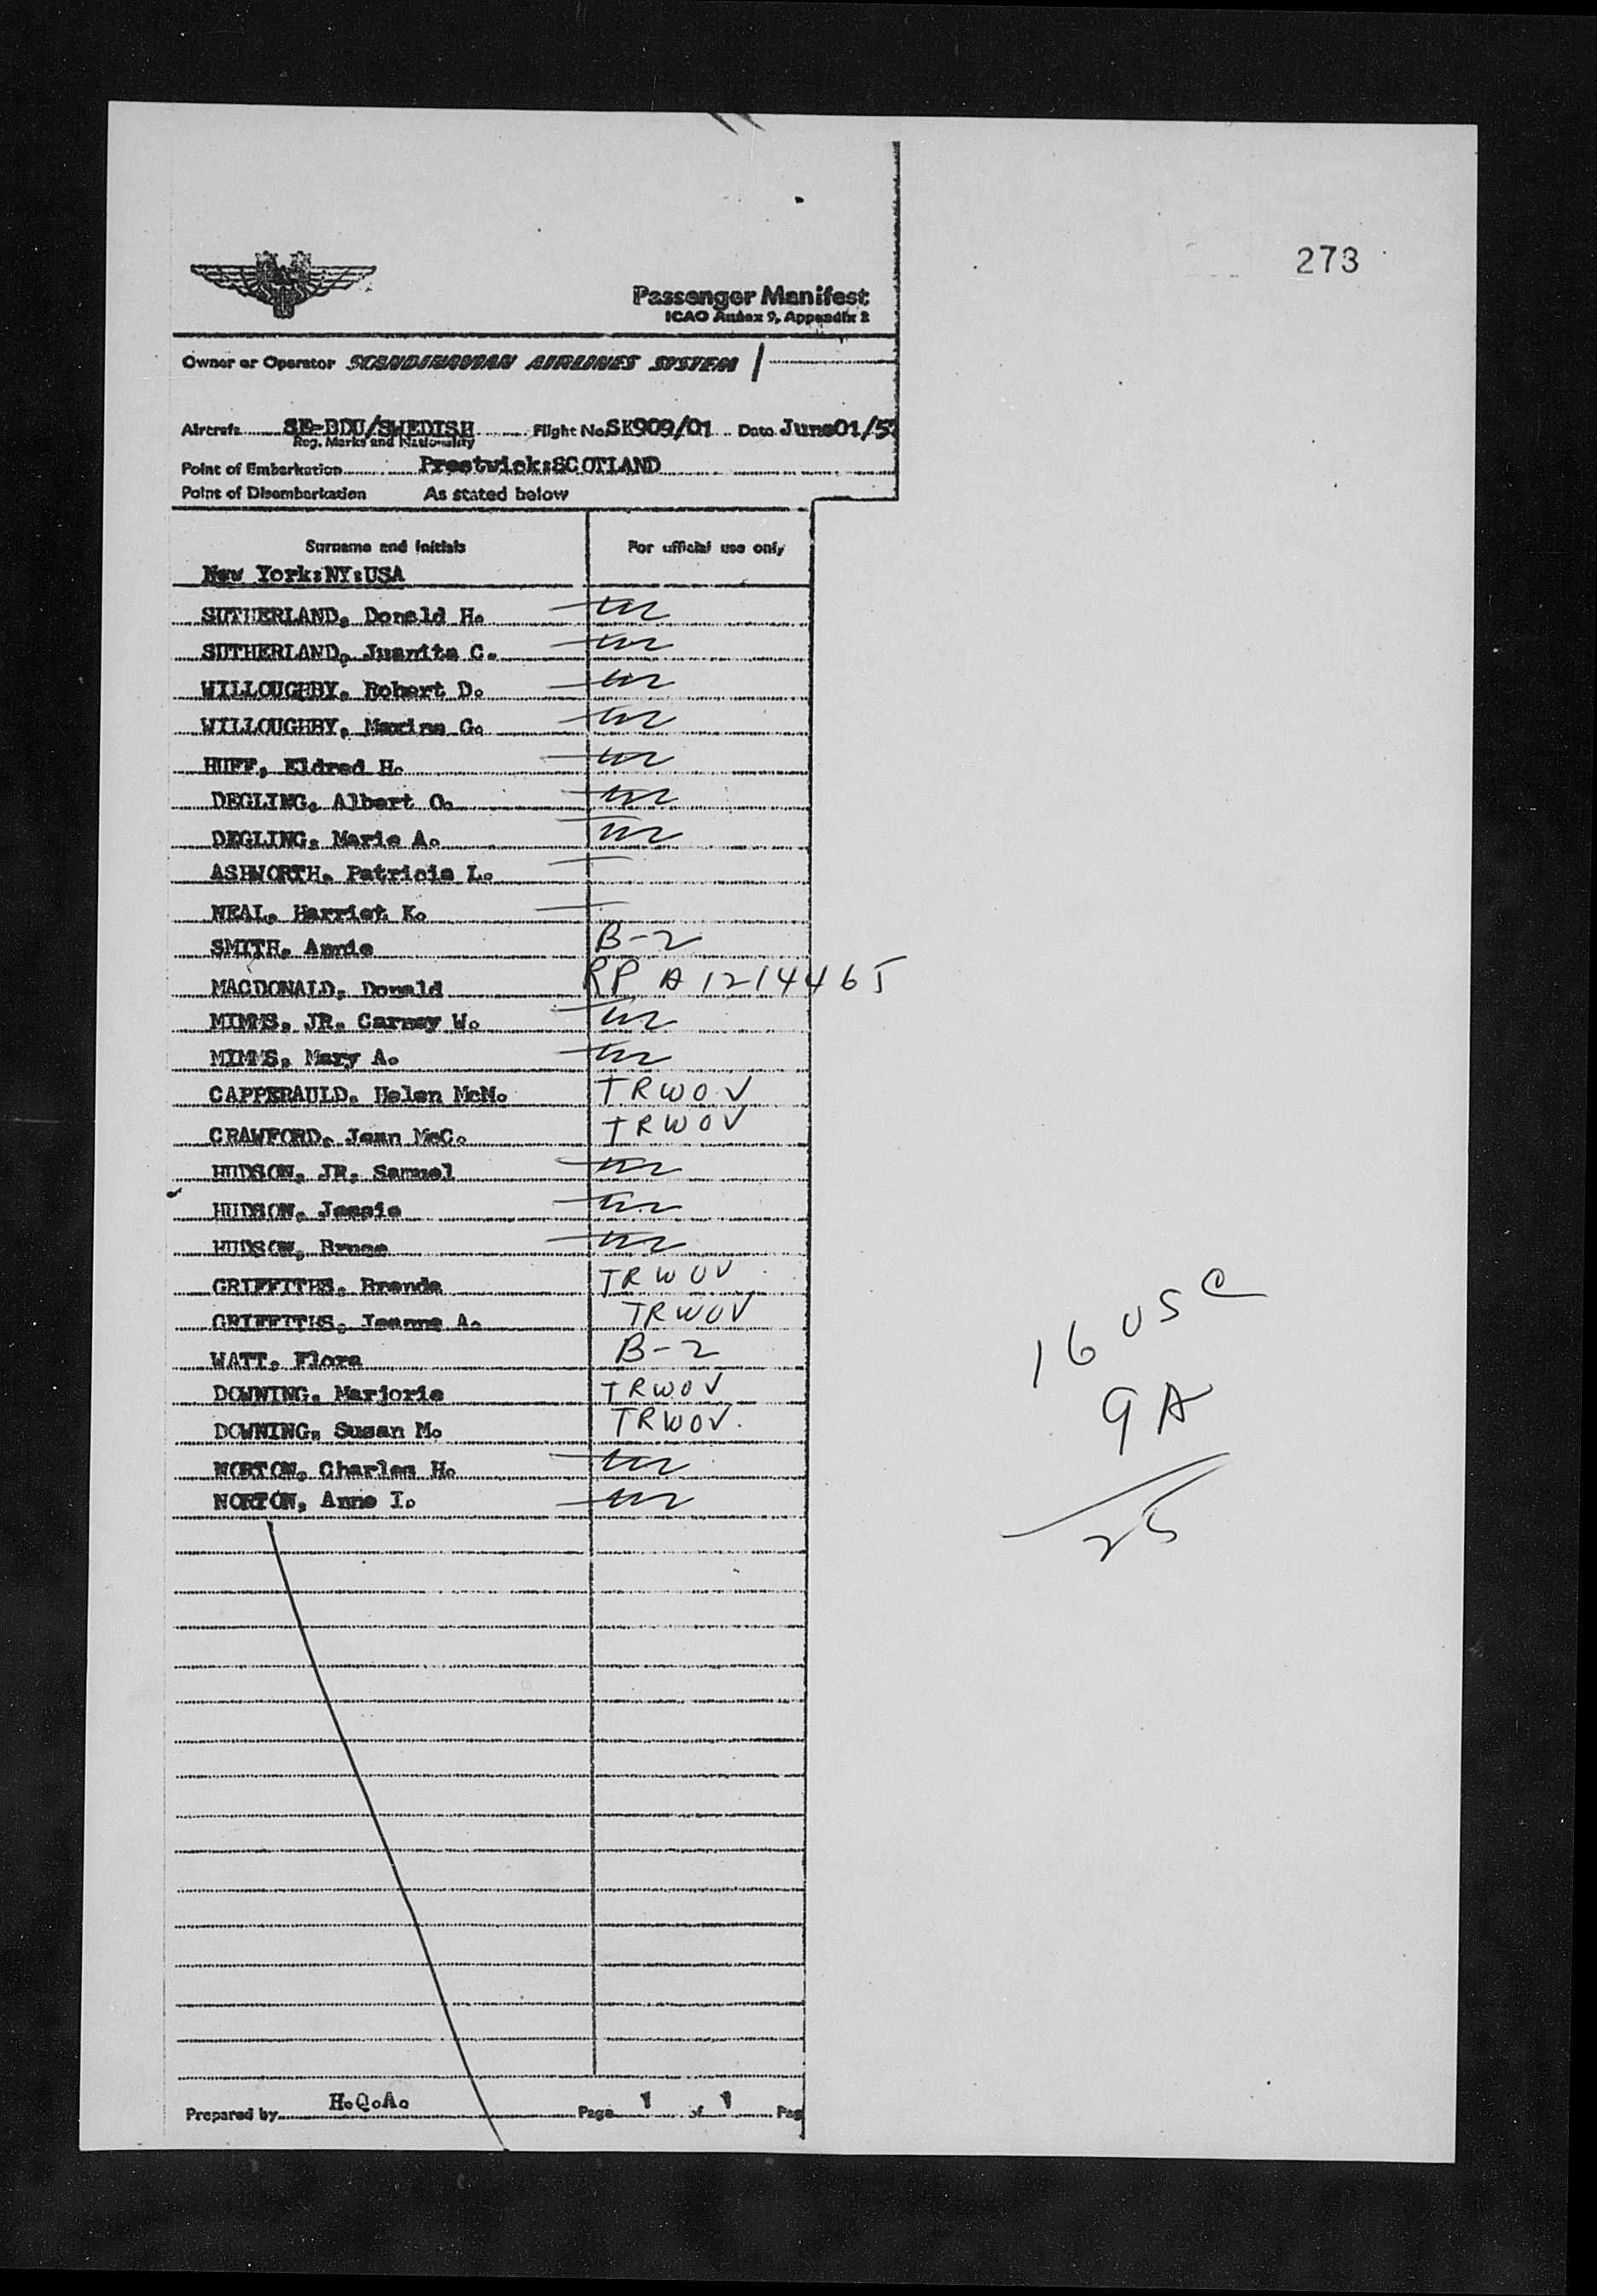 273
Passenger Manifest
ICAO Annex 9, Appendix 2
Owner or Operator SCANDINAVIAN AIRLINES SYSTEM
Aircraft SE-BDU/SWEDISH Flight No. SK909/01 Date June01/5
Reg. Marks and Nationality
Point of Embarkation Prestwick:SCOTLAND
Point of Disembarkation As stated below
Surname and initials For official use only
New York:NY:USA
SUTHERLAND, Donald H.
SUTHERLAND, Juanita C.
WILLOUGHBY, Robert D.
WILLOUGHBY, Maxine G.
HUFF, Eldred H.
DEGLING, Albert O.
DEGLING, Marie A.
ASHWORTH, Patricia L.
NEAL, Harriet K.
SMITH, Annie B-2
MACDONALD, Donald RP A1214465
MIMMS, JR. Carney W.
MIMMS, Mary A.
CAPPERAULD, Helen McN. TRWOV
CRAWFORD, Jean McC. TRWOV
HUDSON, JR, Samuel
HUDSON, Jessie
HUDSON, Bruce
GRIFFITHS, Brenda TRWOV
GRIFFITHS, Jeanne A. TRWOV
WATT, Flora B-2
DOWNING, Marjorie TRWOV
DOWNING, Susan M. TRWOV.
NORTON, Charles H.
NORTON, Anne I.
16 USC
9A
25
Prepared by H.Q.A. Page 1 of 1 Pag